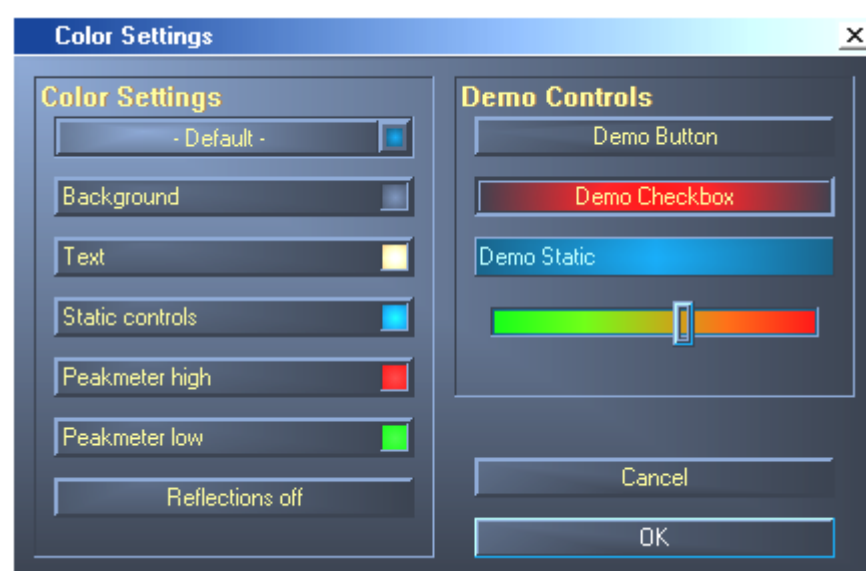 Color Settings
Color Settings
- Default -
Background
Text
Static controls
Peakmeter high
Peakmeter low
Reflections off
Demo Controls
Demo Button
Demo Checkbox
Demo Static
Cancel
OK